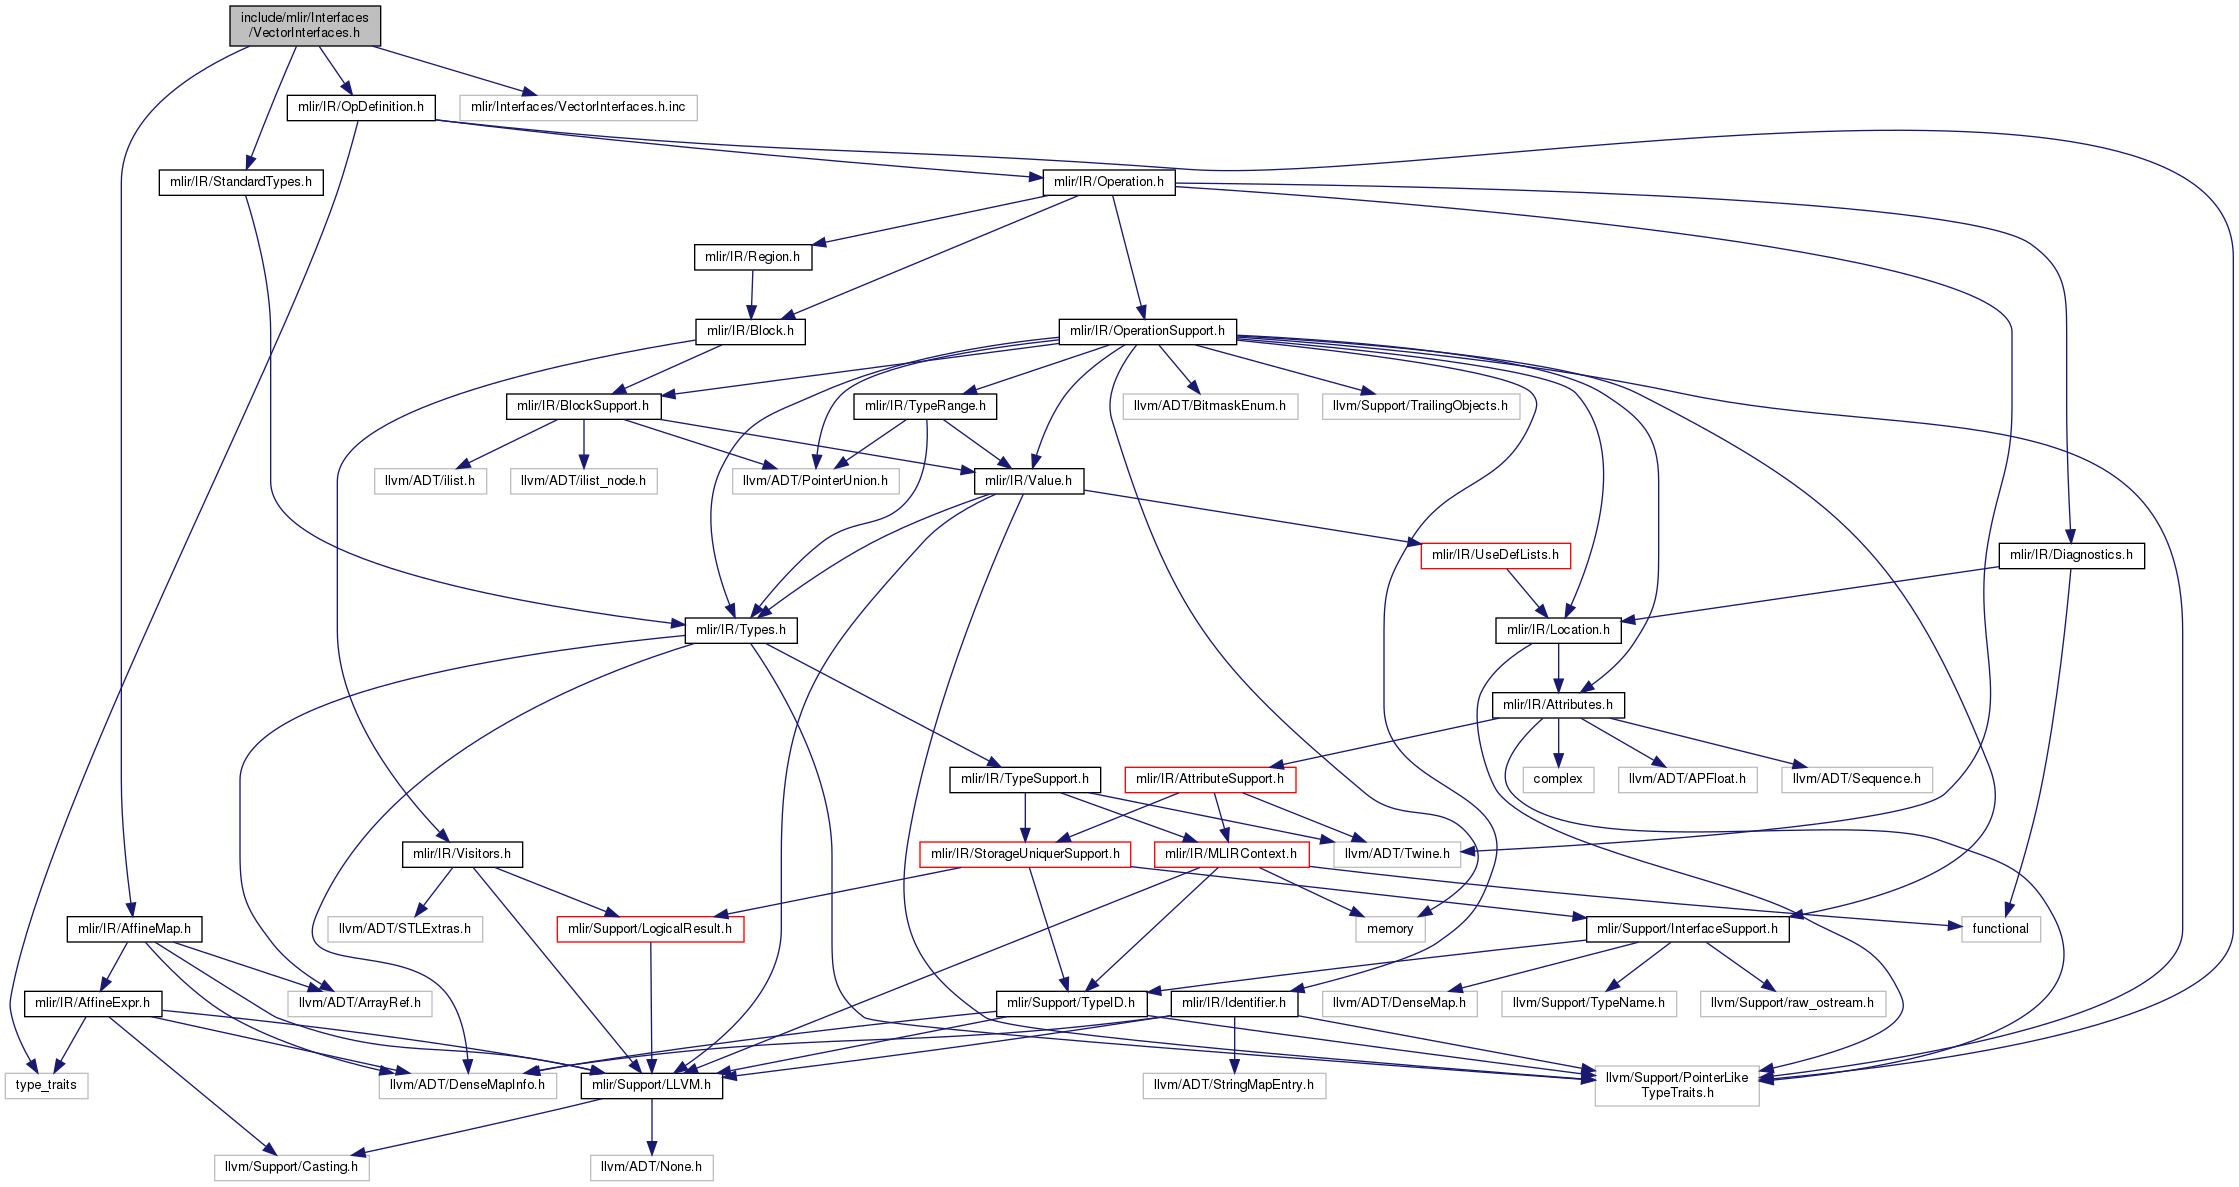 include/mlir/Interfaces
/VectorInterfaces.h
mlir/IR/OpDefinition.h
mlir/Interfaces/VectorInterfaces.h.inc
mlir/IR/StandardTypes.h
mlir/IR/Operation.h
mlir/IR/Region.h
mlir/IR/Block.h
mlir/IR/OperationSupport.h
mlir/IR/BlockSupport.h
mlir/IR/TypeRange.h
llvm/ADT/BitmaskEnum.h
llvm/Support/TrailingObjects.h
llvm/ADT/ilist.h
llvm/ADT/ilist_node.h
llvm/ADT/PointerUnion.h
mlir/IR/Value.h
mlir/IR/UseDefLists.h
mlir/IR/Diagnostics.h
mlir/IR/Types.h
mlir/IR/Location.h
mlir/IR/Attributes.h
mlir/IR/TypeSupport.h
mlir/IR/AttributeSupport.h
complex
llvm/ADT/APFloat.h
llvm/ADT/Sequence.h
mlir/IR/Visitors.h
mlir/IR/StorageUniquerSupport.h
mlir/IR/MLIRContext.h
llvm/ADT/Twine.h
mlir/IR/AffineMap.h
llvm/ADT/STLExtras.h
mlir/Support/LogicalResult.h
memory
mlir/Support/InterfaceSupport.h
functional
mlir/IR/AffineExpr.h
llvm/ADT/ArrayRef.h
mlir/Support/TypeID.h
mlir/IR/Identifier.h
llvm/ADT/DenseMap.h
llvm/Support/TypeName.h
llvm/Support/raw_ostream.h
type_traits
llvm/ADT/DenseMapInfo.h
mlir/Support/LLVM.h
llvm/ADT/StringMapEntry.h
llvm/Support/PointerLike
TypeTraits.h
llvm/Support/Casting.h
llvm/ADT/None.h